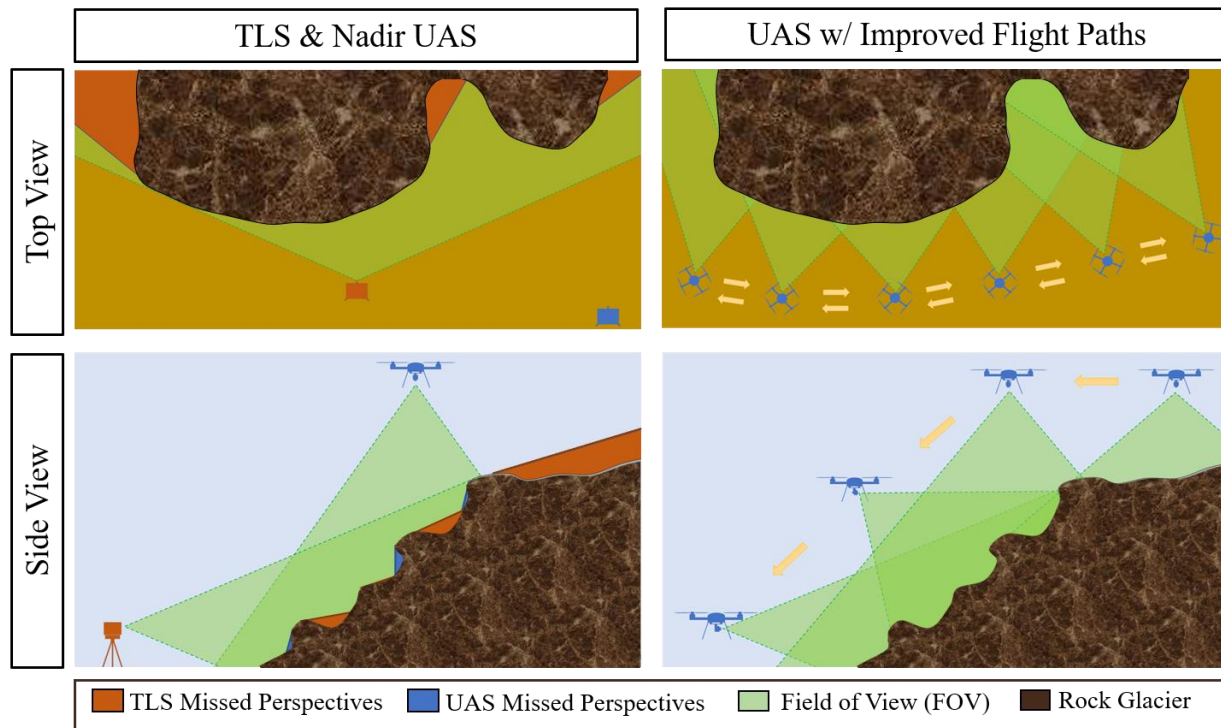 TLS & Nadir UAS
UAS w/ Improved Flight Paths
Top View
Side View
TLS Missed Perspectives
UAS Missed Perspectives
Field of View (FOV)
Rock Glacier